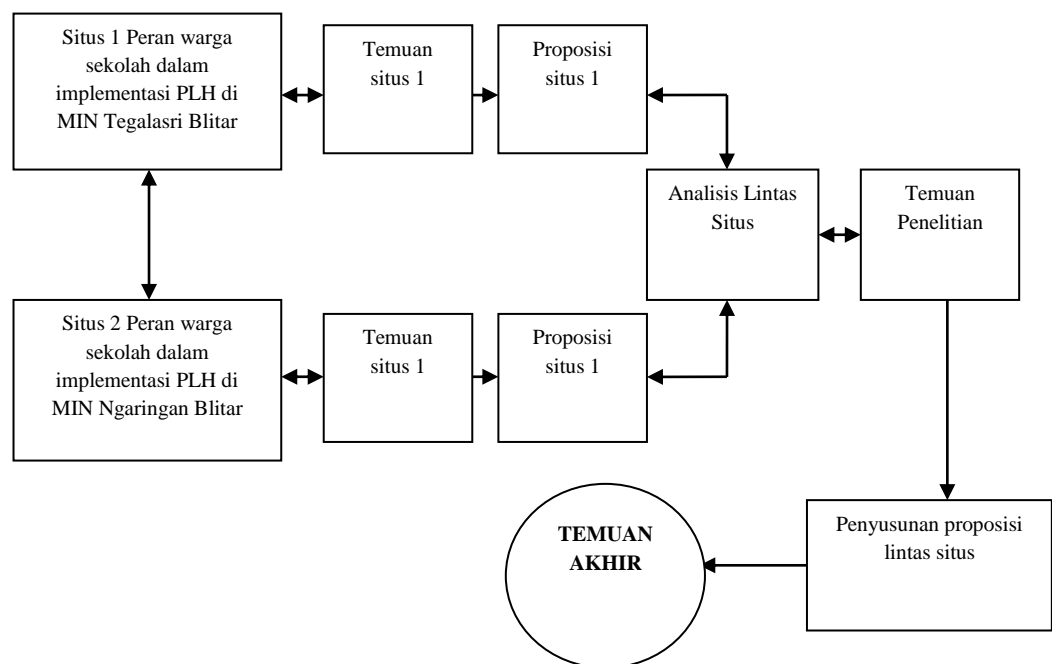 Situs 1 Peran warga
sekolah dalam
implementasi PLH di
MIN Tegalasri Blitar
Temuan
situs 1
Proposisi
situs 1
Analisis Lintas
Situs
Temuan
Penelitian
Situs 2 Peran warga
sekolah dalam
implementasi PLH di
MIN Ngaringan Blitar
Temuan
situs 1
Proposisi
situs 1
TEMUAN
AKHIR
Penyusunan proposisi
lintas situs